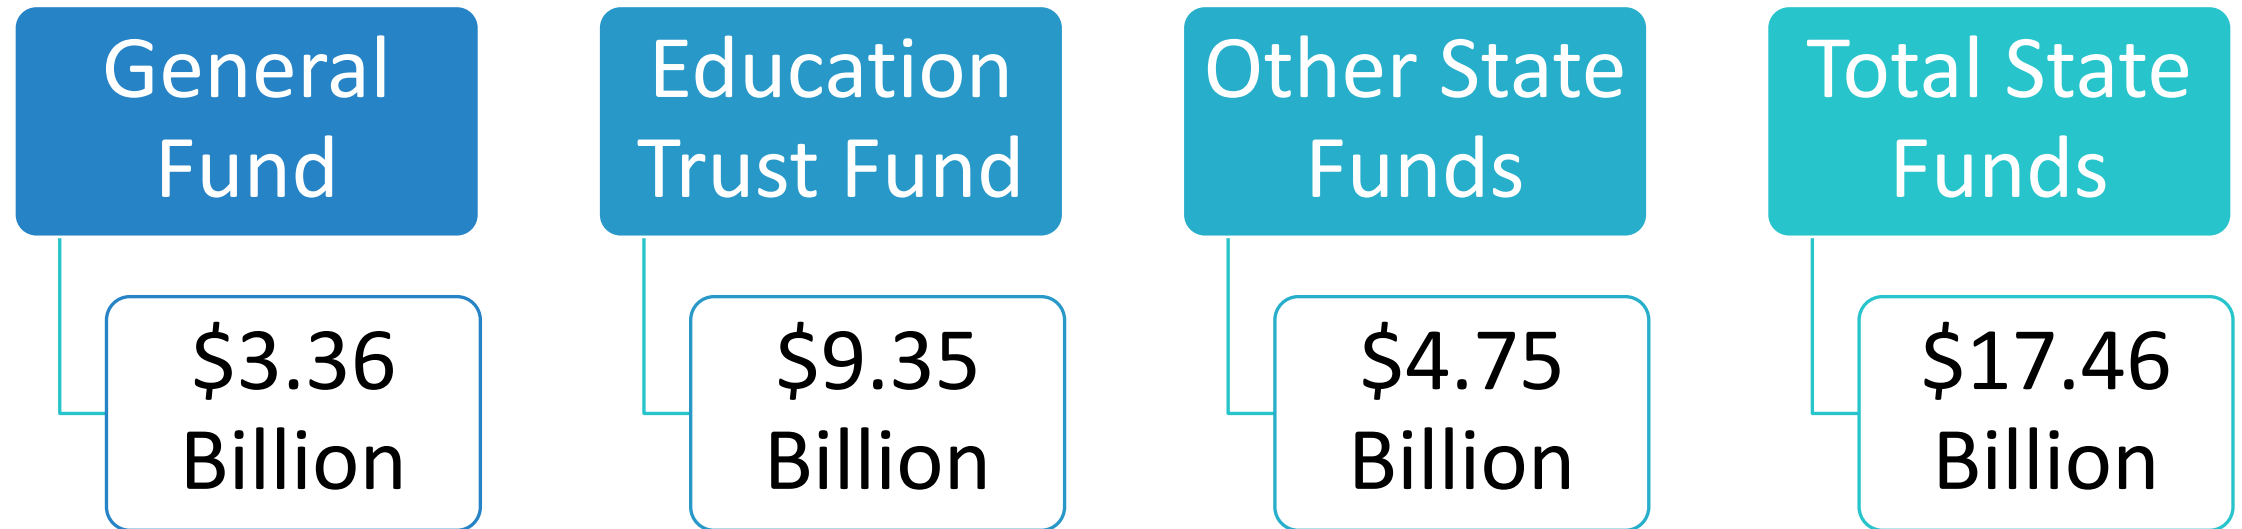 General
Fund
$3.36
Billion
Education
Trust Fund
$9.35
Billion
Other State
Funds
$4.75
Billion
Total State
Funds
$17.46
Billion